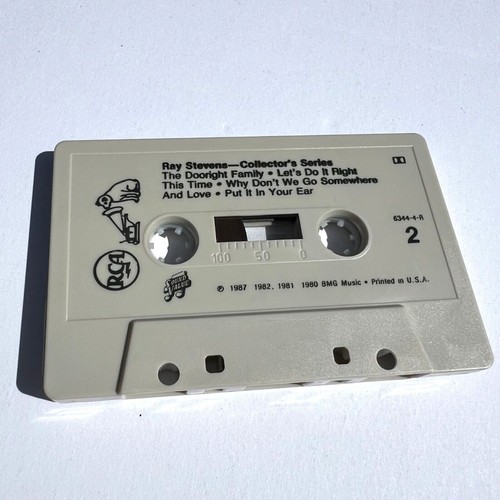 Ray Stevens—Collector's Series
The Dooright Family • Let's Do It Right
This Time • Why Don't We Go Somewhere
And Love • Put It In Your Ear
6344-4-R
2
100 50 0
RCA
SOUND VALUE
℗ 1987 1982, 1981 1980 BMG Music • Printed in U.S.A.